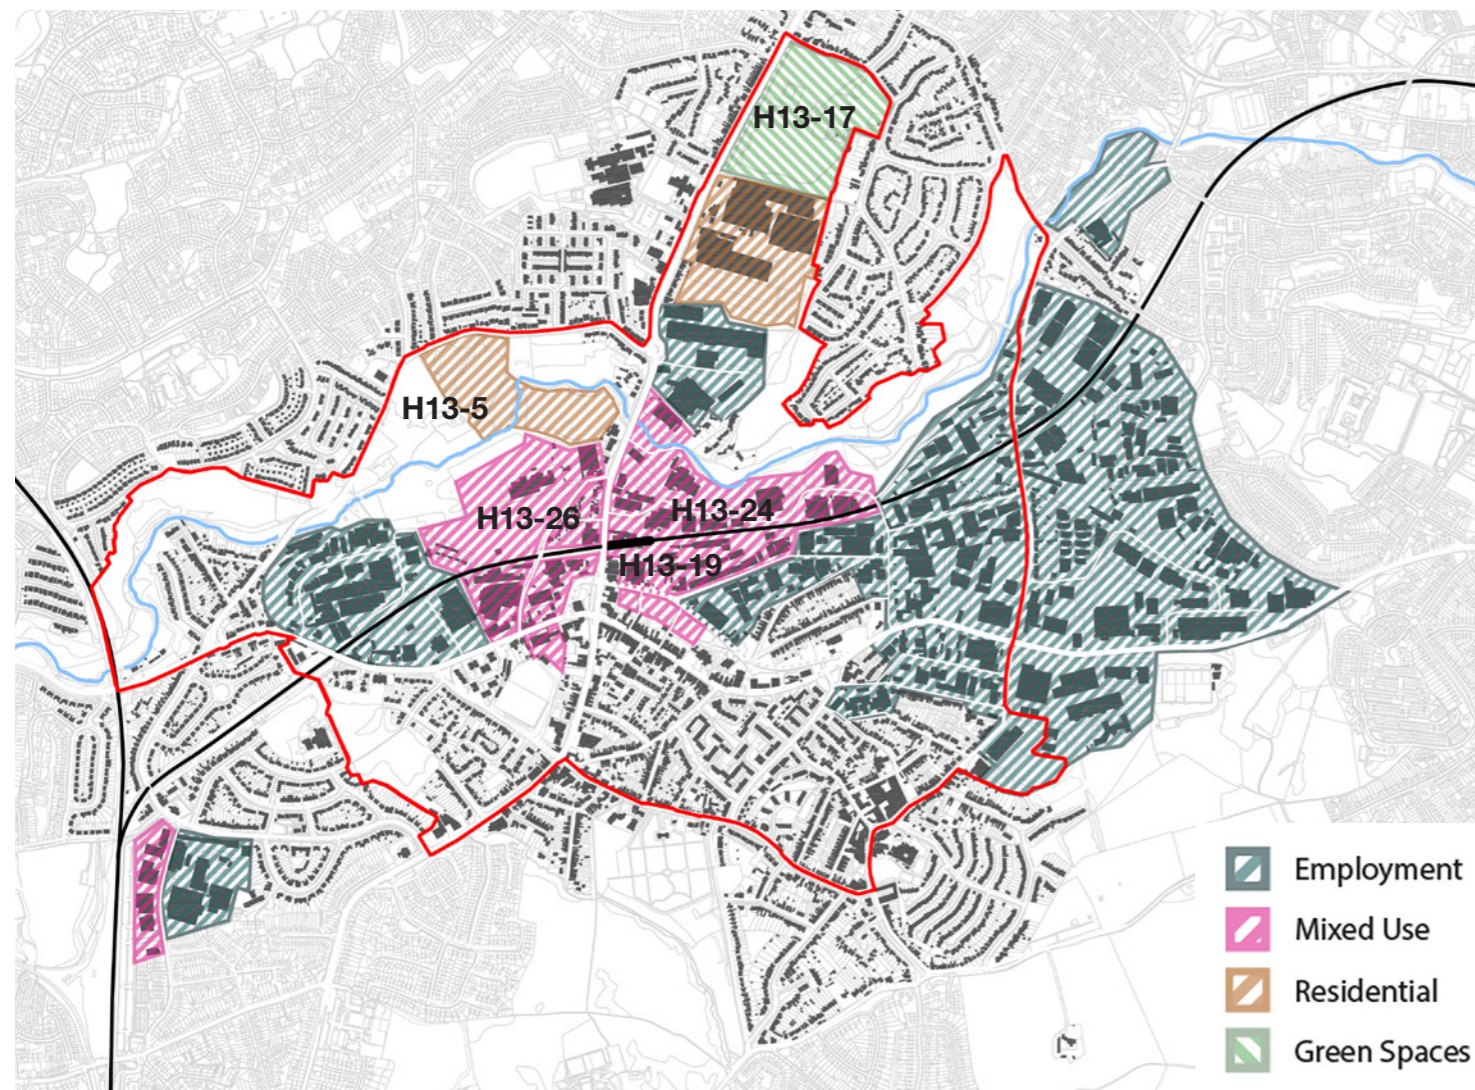 H13-17
H13-5
H13-26
H13-24
H13-19
Employment
Mixed Use
Residential
Green Spaces